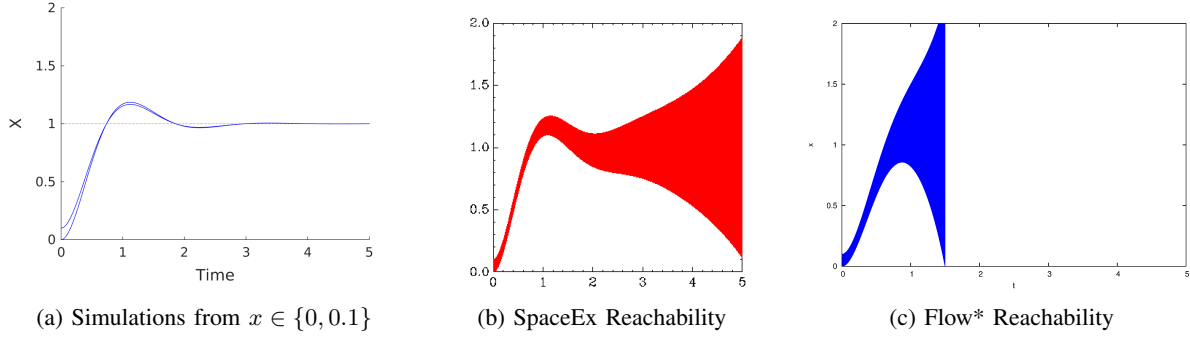 2
1.5
1
0.5
0
X
0 1 2 3 4 5
Time
(a) Simulations from x ∈ {0, 0.1}
2.0
1.5
1.0
0.5
0.0
0 1 2 3 4 5
(b) SpaceEx Reachability
2
1.5
1
0.5
0
x
0 1 2 3 4 5
t
(c) Flow* Reachability